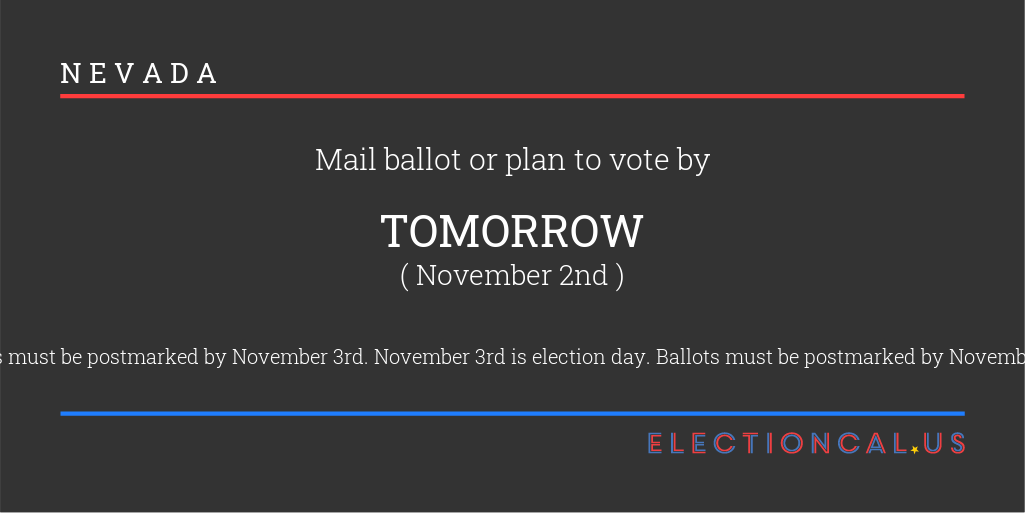 NEVADA
Mail ballot or plan to vote by
TOMORROW
( November 2nd )
must be postmarked by November 3rd. November 3rd is election day. Ballots must be postmarked by
ELECTIONCAL.US